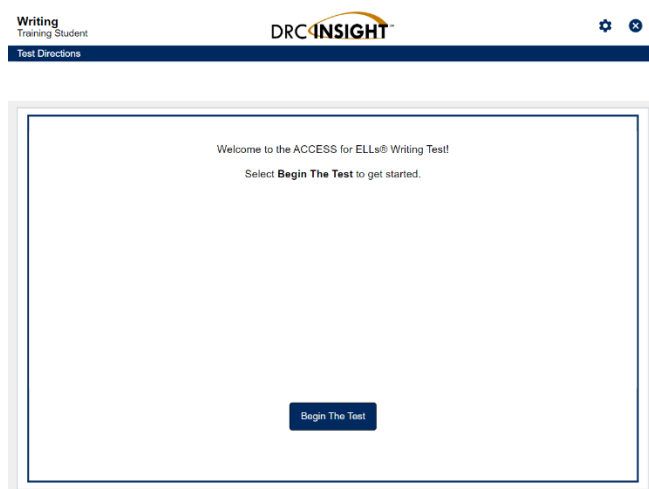 Writing
Training Student
DRC INSIGHT™
Test Directions
Welcome to the ACCESS for ELLs® Writing Test!
Select Begin The Test to get started.
Begin The Test